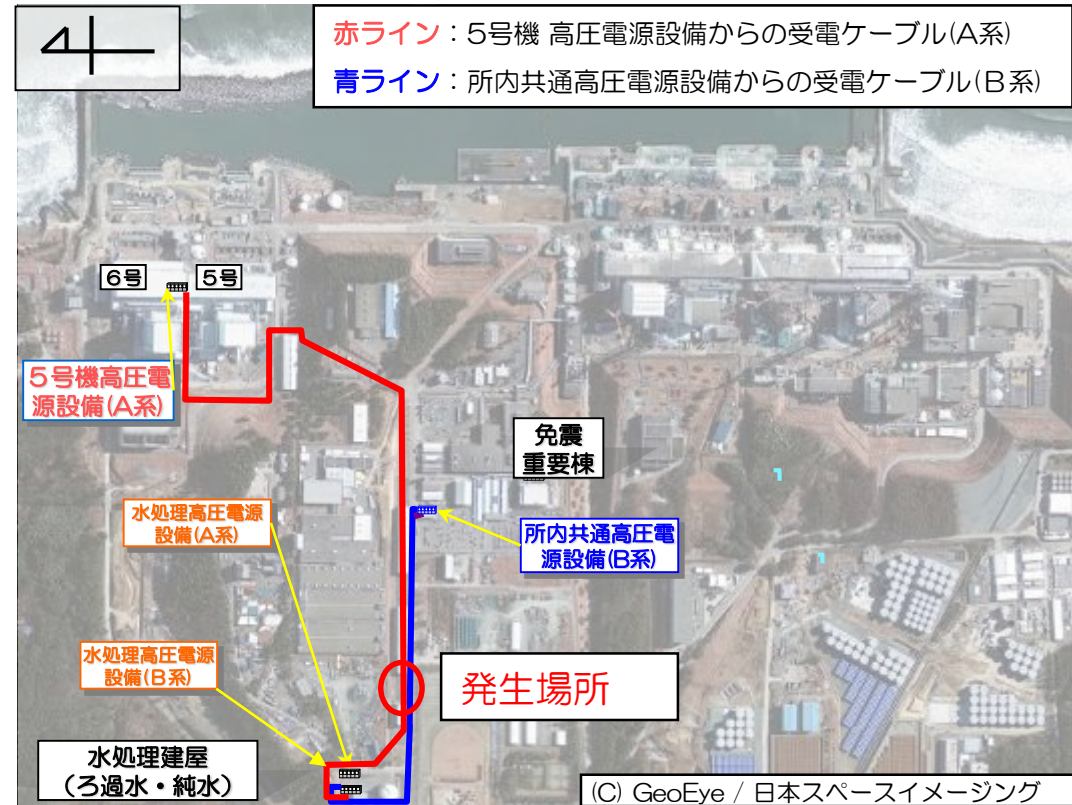 赤ライン：5号機 高圧電源設備からの受電ケーブル(A系)
青ライン：所内共通高圧電源設備からの受電ケーブル(B系)
6号
5号
5号機高圧電
源設備(A系)
免震
重要棟
水処理高圧電源
設備(A系)
所内共通高圧電
源設備(B系)
水処理高圧電源
設備(B系)
発生場所
水処理建屋
（ろ過水・純水）
(C) GeoEye / 日本スペースイメージング